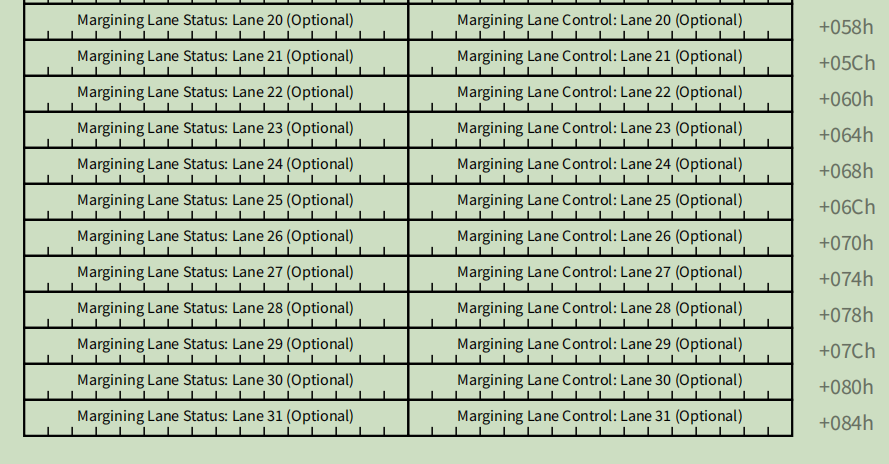 Margining Lane Status: Lane 20 (Optional) Margining Lane Control: Lane 20 (Optional) +058h
Margining Lane Status: Lane 21 (Optional) Margining Lane Control: Lane 21 (Optional) +05Ch
Margining Lane Status: Lane 22 (Optional) Margining Lane Control: Lane 22 (Optional) +060h
Margining Lane Status: Lane 23 (Optional) Margining Lane Control: Lane 23 (Optional) +064h
Margining Lane Status: Lane 24 (Optional) Margining Lane Control: Lane 24 (Optional) +068h
Margining Lane Status: Lane 25 (Optional) Margining Lane Control: Lane 25 (Optional) +06Ch
Margining Lane Status: Lane 26 (Optional) Margining Lane Control: Lane 26 (Optional) +070h
Margining Lane Status: Lane 27 (Optional) Margining Lane Control: Lane 27 (Optional) +074h
Margining Lane Status: Lane 28 (Optional) Margining Lane Control: Lane 28 (Optional) +078h
Margining Lane Status: Lane 29 (Optional) Margining Lane Control: Lane 29 (Optional) +07Ch
Margining Lane Status: Lane 30 (Optional) Margining Lane Control: Lane 30 (Optional) +080h
Margining Lane Status: Lane 31 (Optional) Margining Lane Control: Lane 31 (Optional) +084h